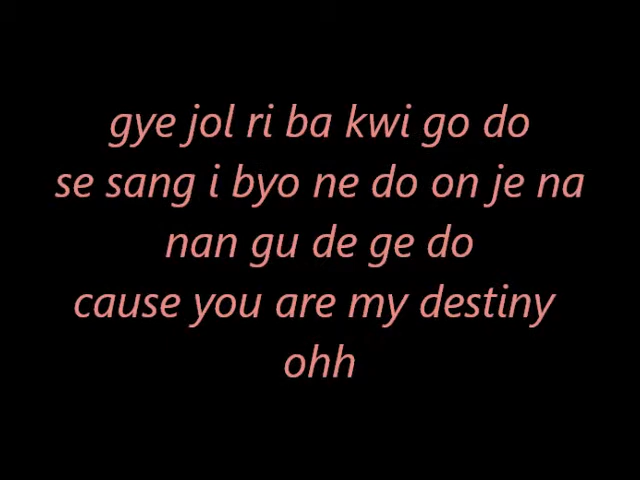 gye jol ri ba kwi go do
se sang i byo ne do on je na
nan gu de ge do
cause you are my destiny
ohh